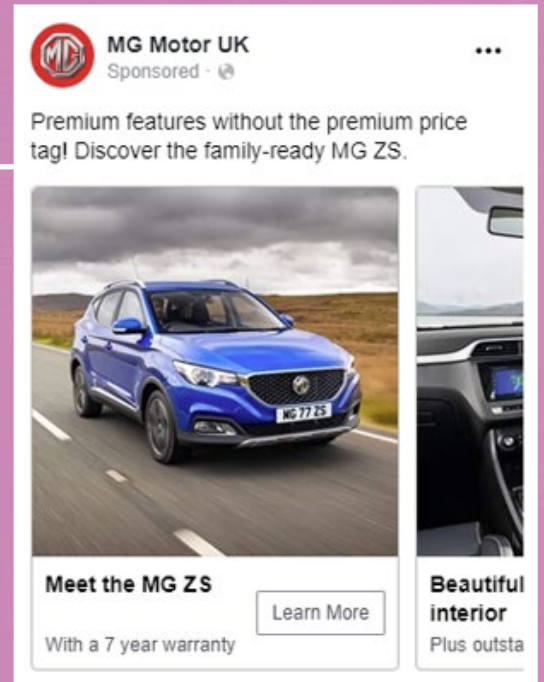 MG
MG Motor UK
Sponsored ·
Premium features without the premium price
tag! Discover the family-ready MG ZS.
MG 77 ZS
Meet the MG ZS
Learn More
With a 7 year warranty
Beautiful
interior
Plus outsta